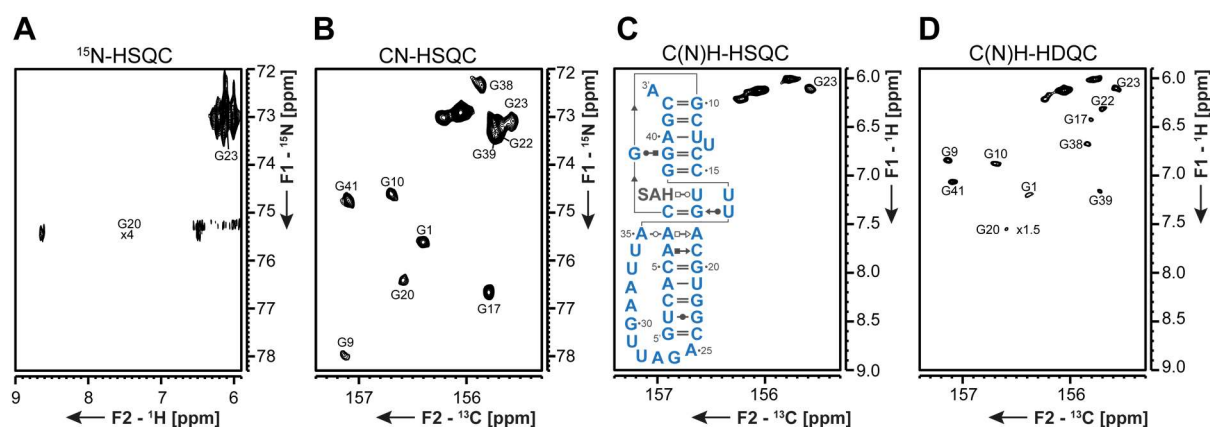 A
¹⁵N-HSQC
G23
G20
x4
72
73
74
75
76
77
78
F1 - ¹⁵N [ppm]
9
8
7
6
F2 - ¹H [ppm]
B
CN-HSQC
G38
G23
G39
G22
G41
G10
G1
G20
G17
G9
72
73
74
75
76
77
78
F1 - ¹⁵N [ppm]
157
156
F2 - ¹³C [ppm]
C
C(N)H-HSQC
G23
3'
A
C = G ·10
G = C
40· A – U
U
G G = C
G = C ·15
SAH U U
C = G U
35· A A A
U A C
5·
U C = G ·20
A A – U
A C = G
G U G
·30
5' G = C
U U A G A ·25
6.0
6.5
7.0
7.5
8.0
8.5
9.0
F1 - ¹H [ppm]
157
156
F2 - ¹³C [ppm]
D
C(N)H-HDQC
G23
G22
G17
G38
G9
G10
G41
G1
G39
G20 x1.5
6.0
6.5
7.0
7.5
8.0
8.5
9.0
F1 - ¹H [ppm]
157
156
F2 - ¹³C [ppm]